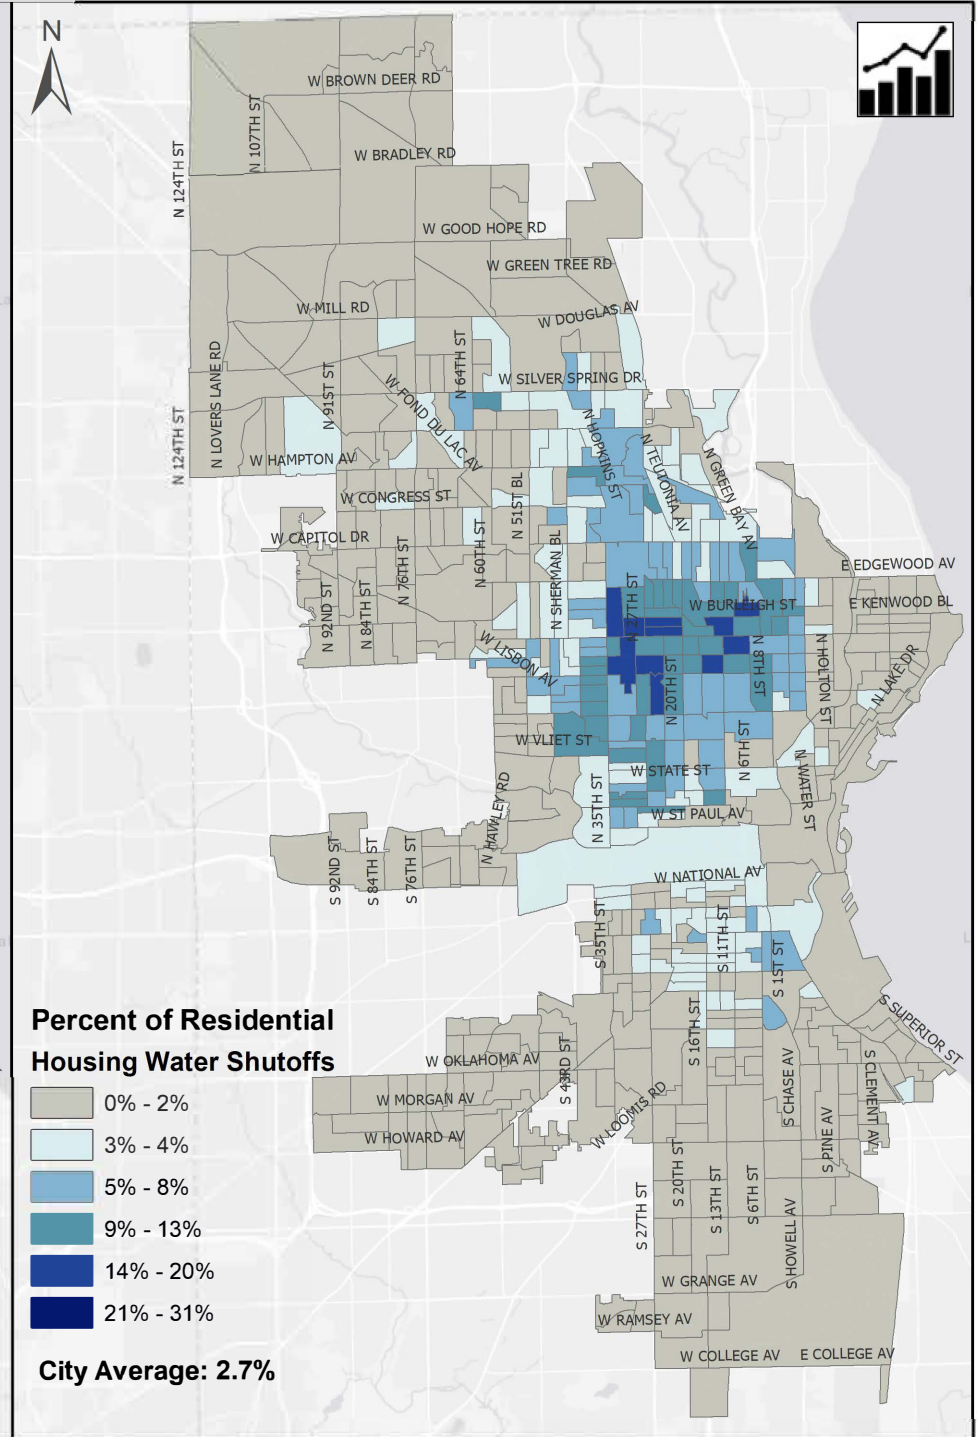 N
W BROWN DEER RD
N 107TH ST
W BRADLEY RD
N 124TH ST
W GOOD HOPE RD
W GREEN TREE RD
W MILL RD
W DOUGLAS AV
N LOVERS LANE RD
N 91ST ST
N 64TH ST
W SILVER SPRING DR
W FOND DU LAC AV
N 124TH ST
N HOPKINS ST
N TEUTONIA AV
N GREEN BAY AV
W HAMPTON AV
W CONGRESS ST
N 51ST BL
W CAPITOL DR
N 76TH ST
N 60TH ST
N SHERMAN BL
E EDGEWOOD AV
N 92ND ST
N 84TH ST
N 27TH ST
W BURLEIGH ST
E KENWOOD BL
W LISBON AV
N 20TH ST
N 8TH ST
N HOLTON ST
N LAKE DR
W VLIET ST
N 6TH ST
W STATE ST
N WATER ST
N HAWLEY RD
N 35TH ST
W ST PAUL AV
S 92ND ST
S 84TH ST
S 76TH ST
W NATIONAL AV
S 35TH ST
S 11TH ST
S 1ST ST
S 16TH ST
S SUPERIOR ST
Percent of Residential
Housing Water Shutoffs
0% - 2%
3% - 4%
5% - 8%
9% - 13%
14% - 20%
21% - 31%
City Average: 2.7%
W OKLAHOMA AV
S 43RD ST
W MORGAN AV
W HOWARD AV
W LOOMIS RD
S CHASE AV
S CLEMENT AV
S PINE AV
S 27TH ST
S 20TH ST
S 13TH ST
S 6TH ST
S HOWELL AV
W GRANGE AV
W RAMSEY AV
W COLLEGE AV
E COLLEGE AV